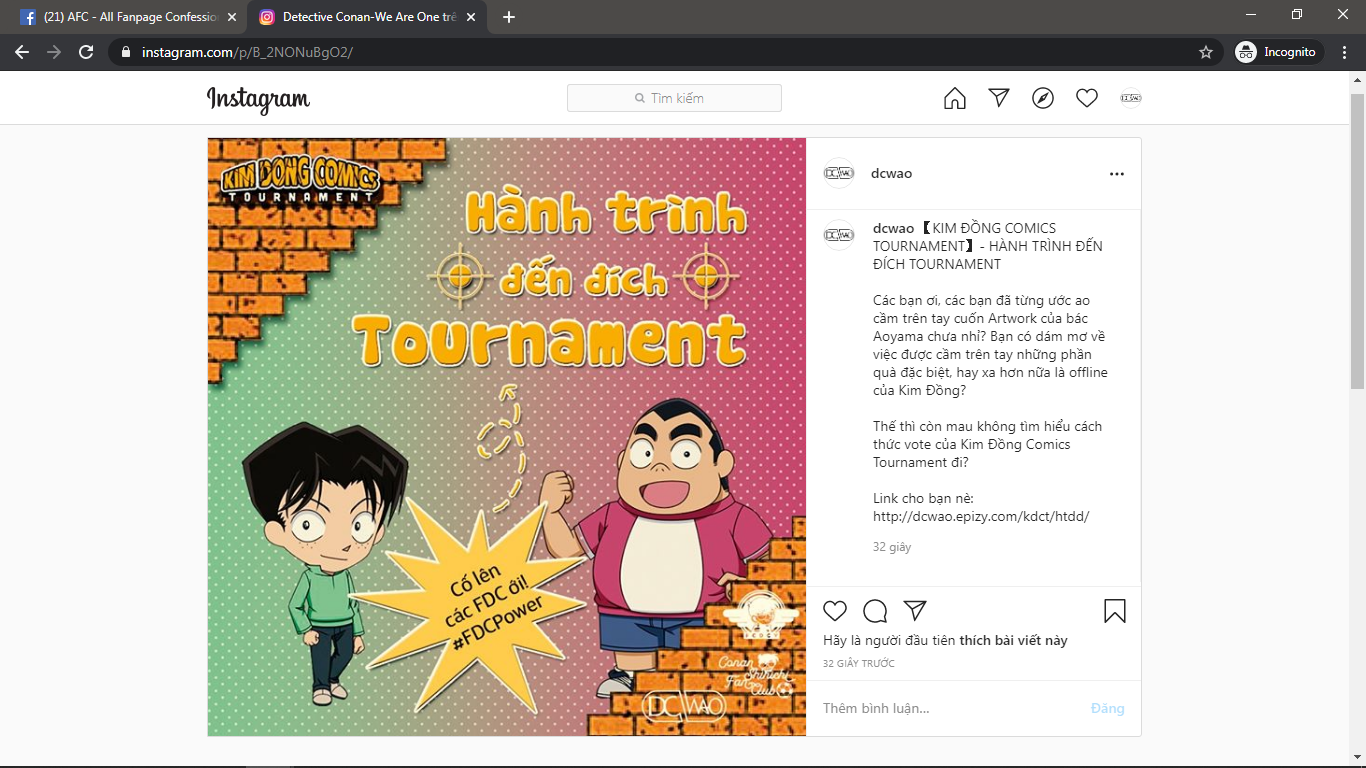 (21) AFC - All Fanpage Confessio
Detective Conan-We Are One trê
instagram.com/p/B_2NONuBgO2/
Incognito
Instagram
Tìm kiếm
DCWAO
KIM ĐỒNG COMICS
TOURNAMENT
Hành trình
đến đích
Tournament
Cố lên
các FDC ới!
#FDCPower
Conan
Shinichi
Fan
Club
DCWAO
DCWAO
dcwao
DCWAO
dcwao 【KIM ĐỒNG COMICS
TOURNAMENT】 - HÀNH TRÌNH ĐẾN
ĐÍCH TOURNAMENT
Các bạn ơi, các bạn đã từng ước ao
cầm trên tay cuốn Artwork của bác
Aoyama chưa nhỉ? Bạn có dám mơ về
việc được cầm trên tay những phần
quà đặc biệt, hay xa hơn nữa là offline
của Kim Đồng?
Thế thì còn mau không tìm hiểu cách
thức vote của Kim Đồng Comics
Tournament đi?
Link cho bạn nè:
http://dcwao.epizy.com/kdct/htdd/
32 giây
Hãy là người đầu tiên thích bài viết này
32 GIÂY TRƯỚC
Thêm bình luận...
Đăng